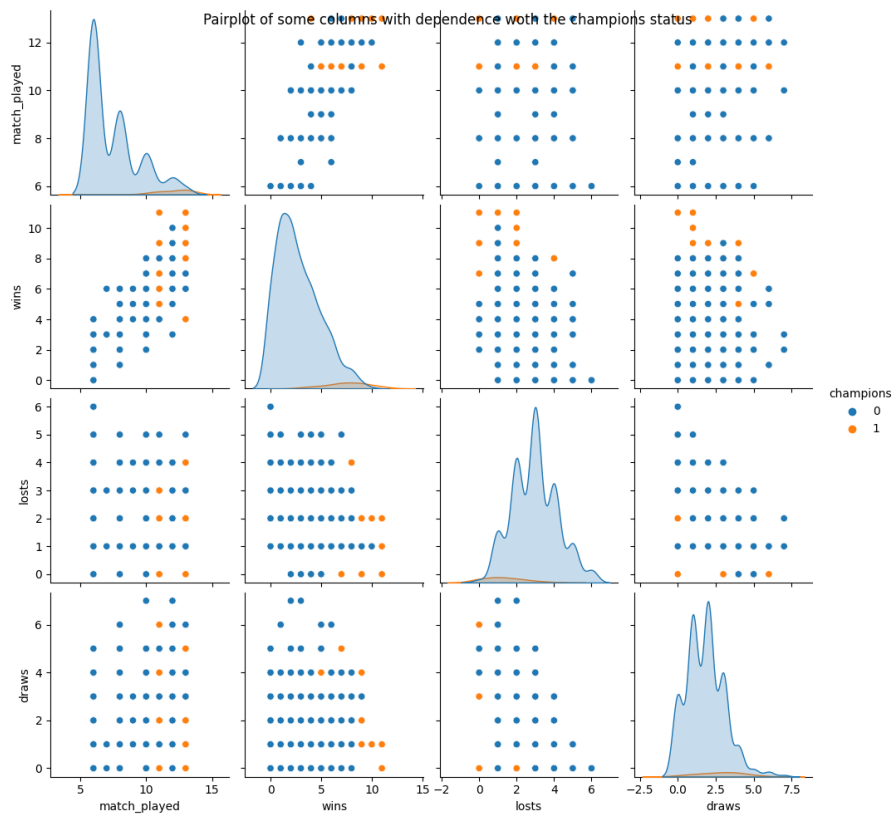 Pairplot of some columns with dependence woth the champions status
match_played
12
10
8
6
wins
10
8
6
4
2
0
champions
0
1
losts
6
5
4
3
2
1
0
draws
6
4
2
0
5 10 15
0 5 10 15
−2 0 2 4 6
−2.5 0.0 2.5 5.0 7.5
match_played wins losts draws